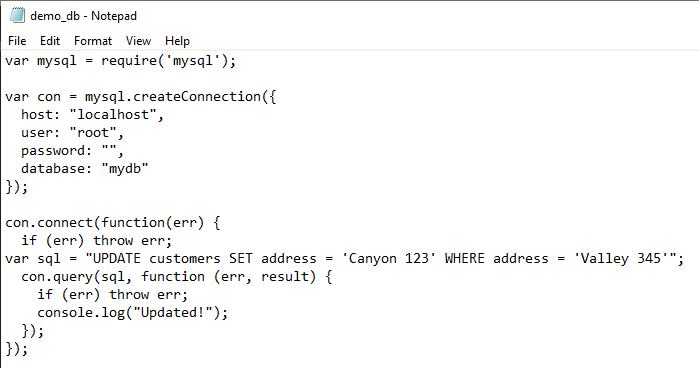 demo_db - Notepad
File Edit Format View Help
var mysql = require('mysql');

var con = mysql.createConnection({
  host: "localhost",
  user: "root",
  password: "",
  database: "mydb"
});

con.connect(function(err) {
  if (err) throw err;
var sql = "UPDATE customers SET address = 'Canyon 123' WHERE address = 'Valley 345'";
  con.query(sql, function (err, result) {
    if (err) throw err;
    console.log("Updated!");
  });
});